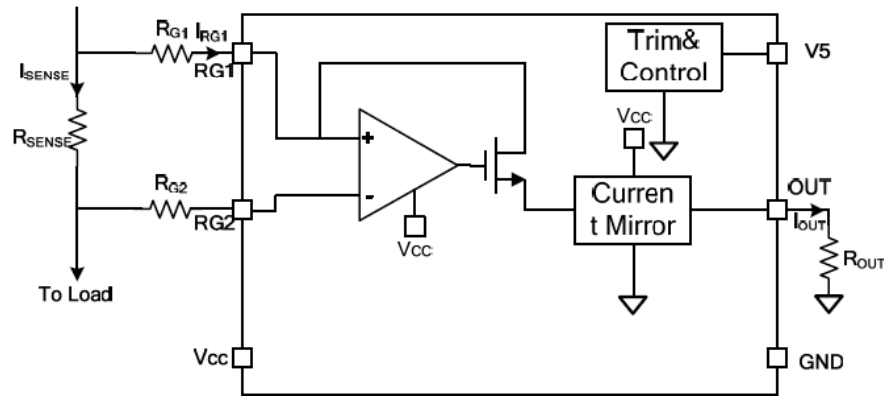 RG1 IRG1
RG1
ISENSE
RSENSE
RG2
RG2
To Load
Vcc
+
-
Vcc
Trim&
Control
V5
Vcc
Curren
t Mirror
OUT
IOUT
ROUT
GND